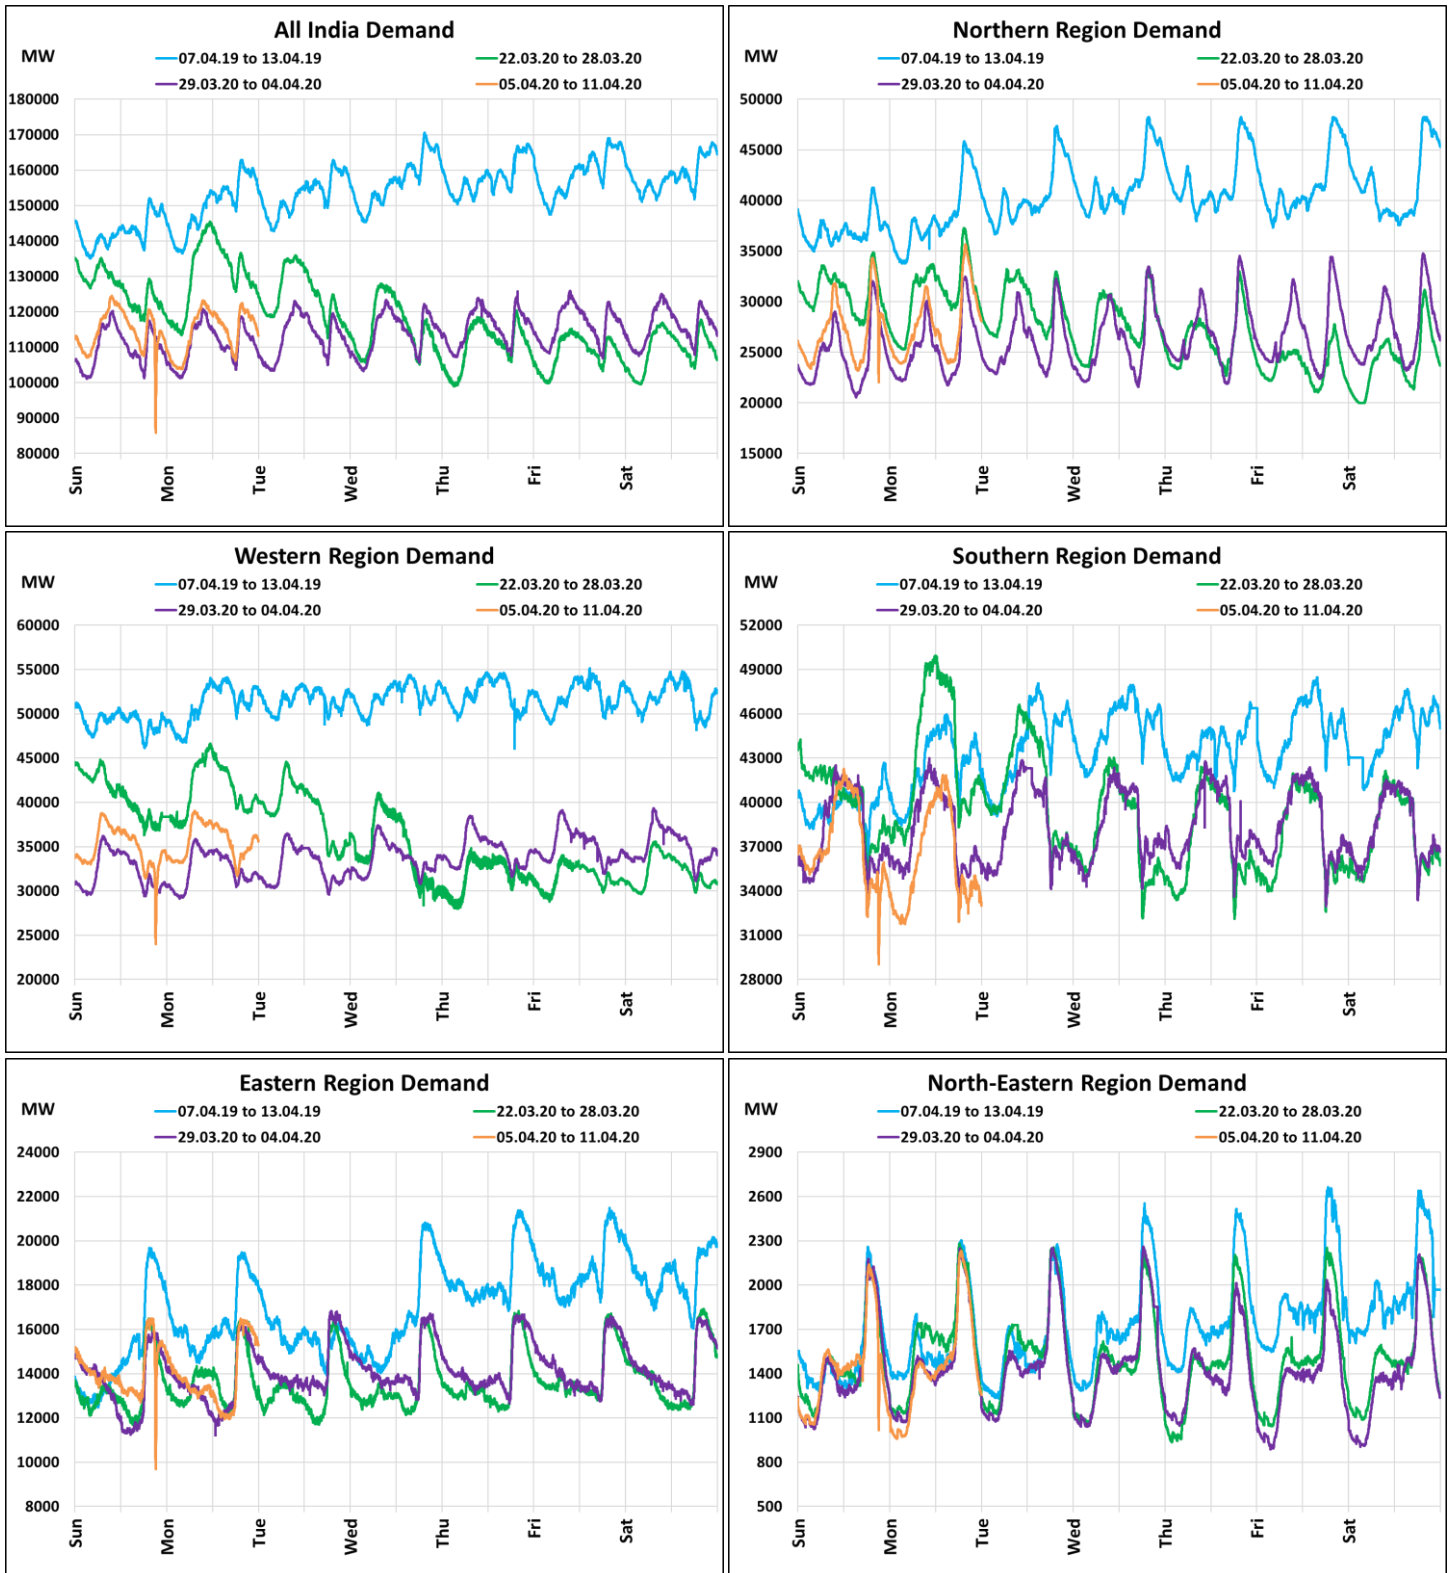 All India Demand
MW
07.04.19 to 13.04.19
22.03.20 to 28.03.20
29.03.20 to 04.04.20
05.04.20 to 11.04.20
180000
170000
160000
150000
140000
130000
120000
110000
100000
90000
80000
Sun
Mon
Tue
Wed
Thu
Fri
Sat
Northern Region Demand
MW
07.04.19 to 13.04.19
22.03.20 to 28.03.20
29.03.20 to 04.04.20
05.04.20 to 11.04.20
50000
45000
40000
35000
30000
25000
20000
15000
Sun
Mon
Tue
Wed
Thu
Fri
Sat
Western Region Demand
MW
07.04.19 to 13.04.19
22.03.20 to 28.03.20
29.03.20 to 04.04.20
05.04.20 to 11.04.20
60000
55000
50000
45000
40000
35000
30000
25000
20000
Sun
Mon
Tue
Wed
Thu
Fri
Sat
Southern Region Demand
MW
07.04.19 to 13.04.19
22.03.20 to 28.03.20
29.03.20 to 04.04.20
05.04.20 to 11.04.20
52000
49000
46000
43000
40000
37000
34000
31000
28000
Sun
Mon
Tue
Wed
Thu
Fri
Sat
Eastern Region Demand
MW
07.04.19 to 13.04.19
22.03.20 to 28.03.20
29.03.20 to 04.04.20
05.04.20 to 11.04.20
24000
22000
20000
18000
16000
14000
12000
10000
8000
Sun
Mon
Tue
Wed
Thu
Fri
Sat
North-Eastern Region Demand
MW
07.04.19 to 13.04.19
22.03.20 to 28.03.20
29.03.20 to 04.04.20
05.04.20 to 11.04.20
2900
2600
2300
2000
1700
1400
1100
800
500
Sun
Mon
Tue
Wed
Thu
Fri
Sat